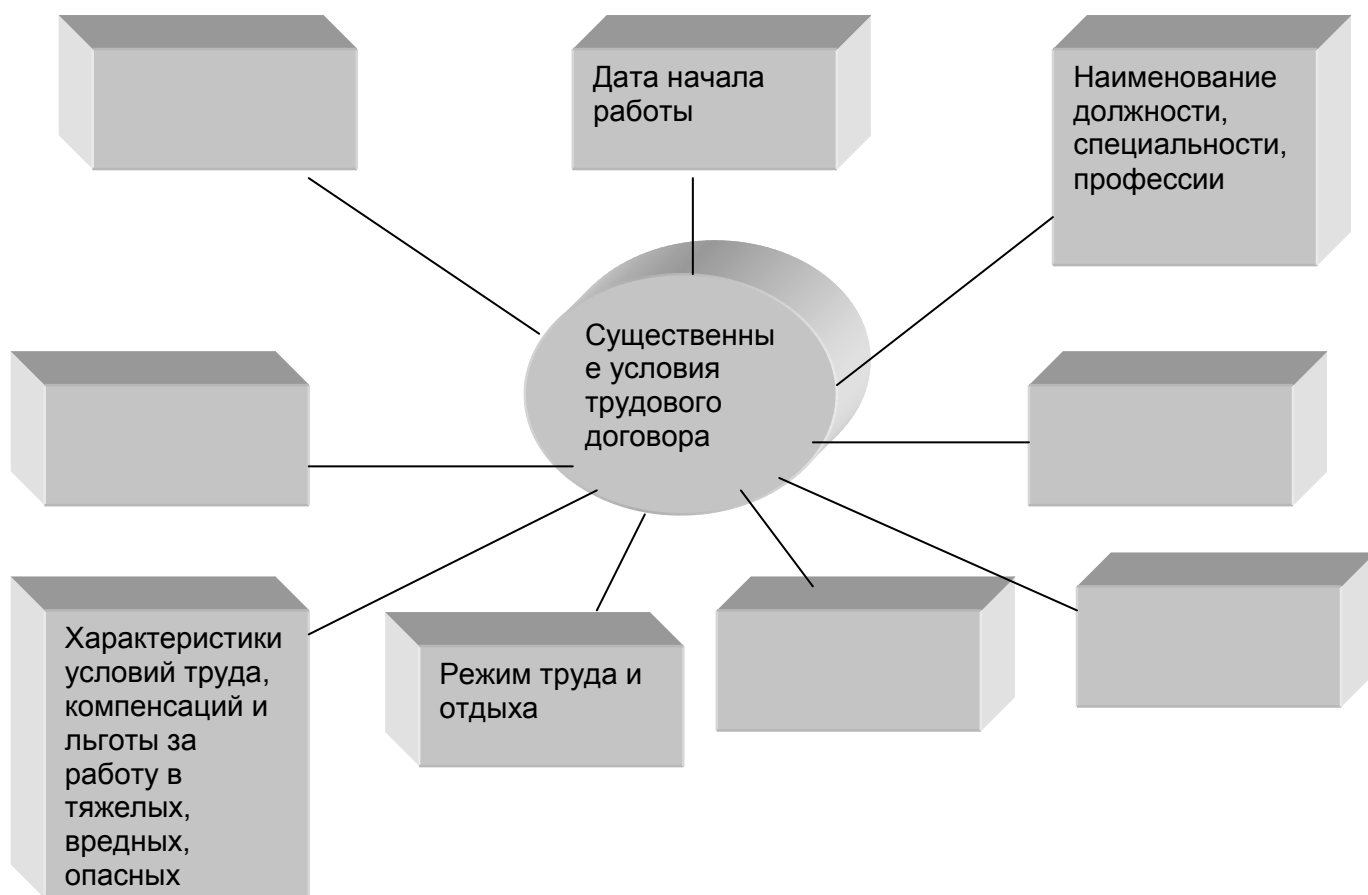 Дата начала
работы
Наименование
должности,
специальности,
профессии
Существенны
е условия
трудового
договора
Характеристики
условий труда,
компенсаций и
льготы за
работу в
тяжелых,
вредных,
опасных
Режим труда и
отдыха